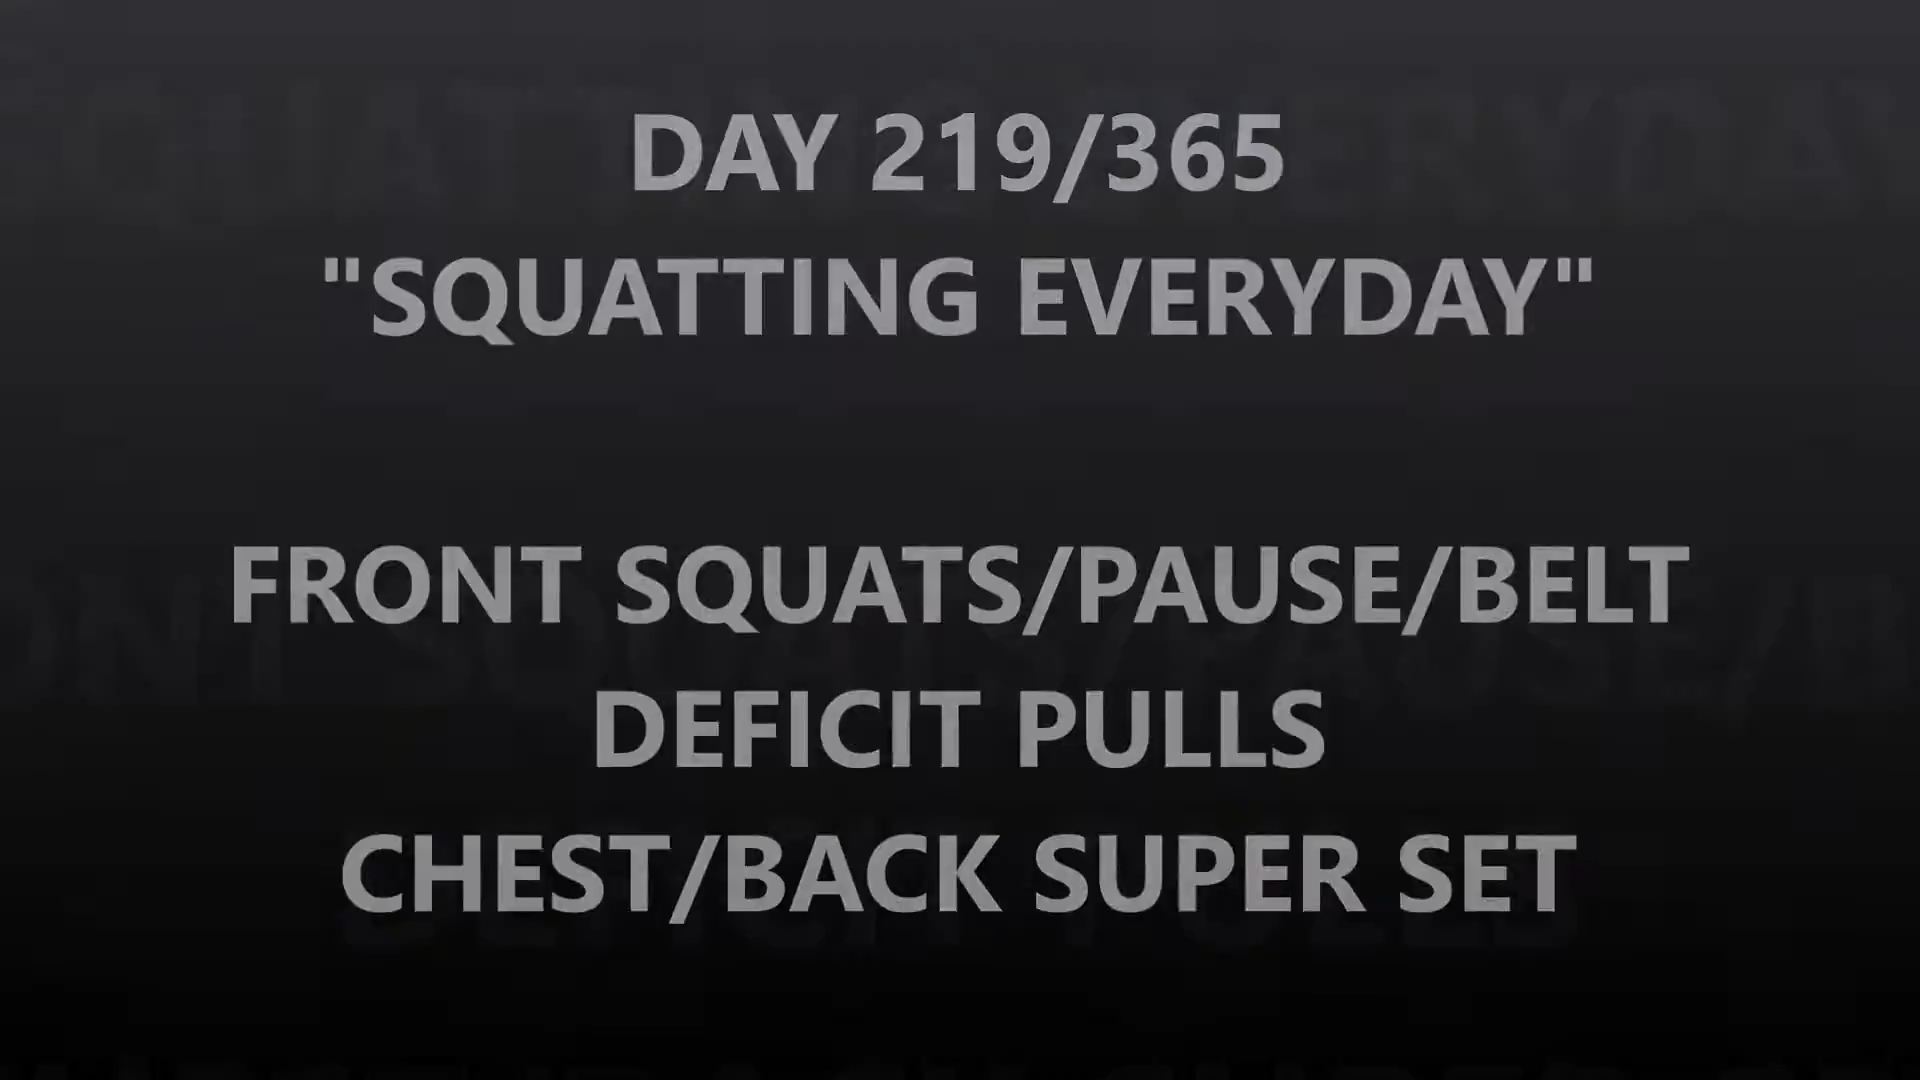 DAY 219/365
"SQUATTING EVERYDAY"
FRONT SQUATS/PAUSE/BELT
DEFICIT PULLS
CHEST/BACK SUPER SET